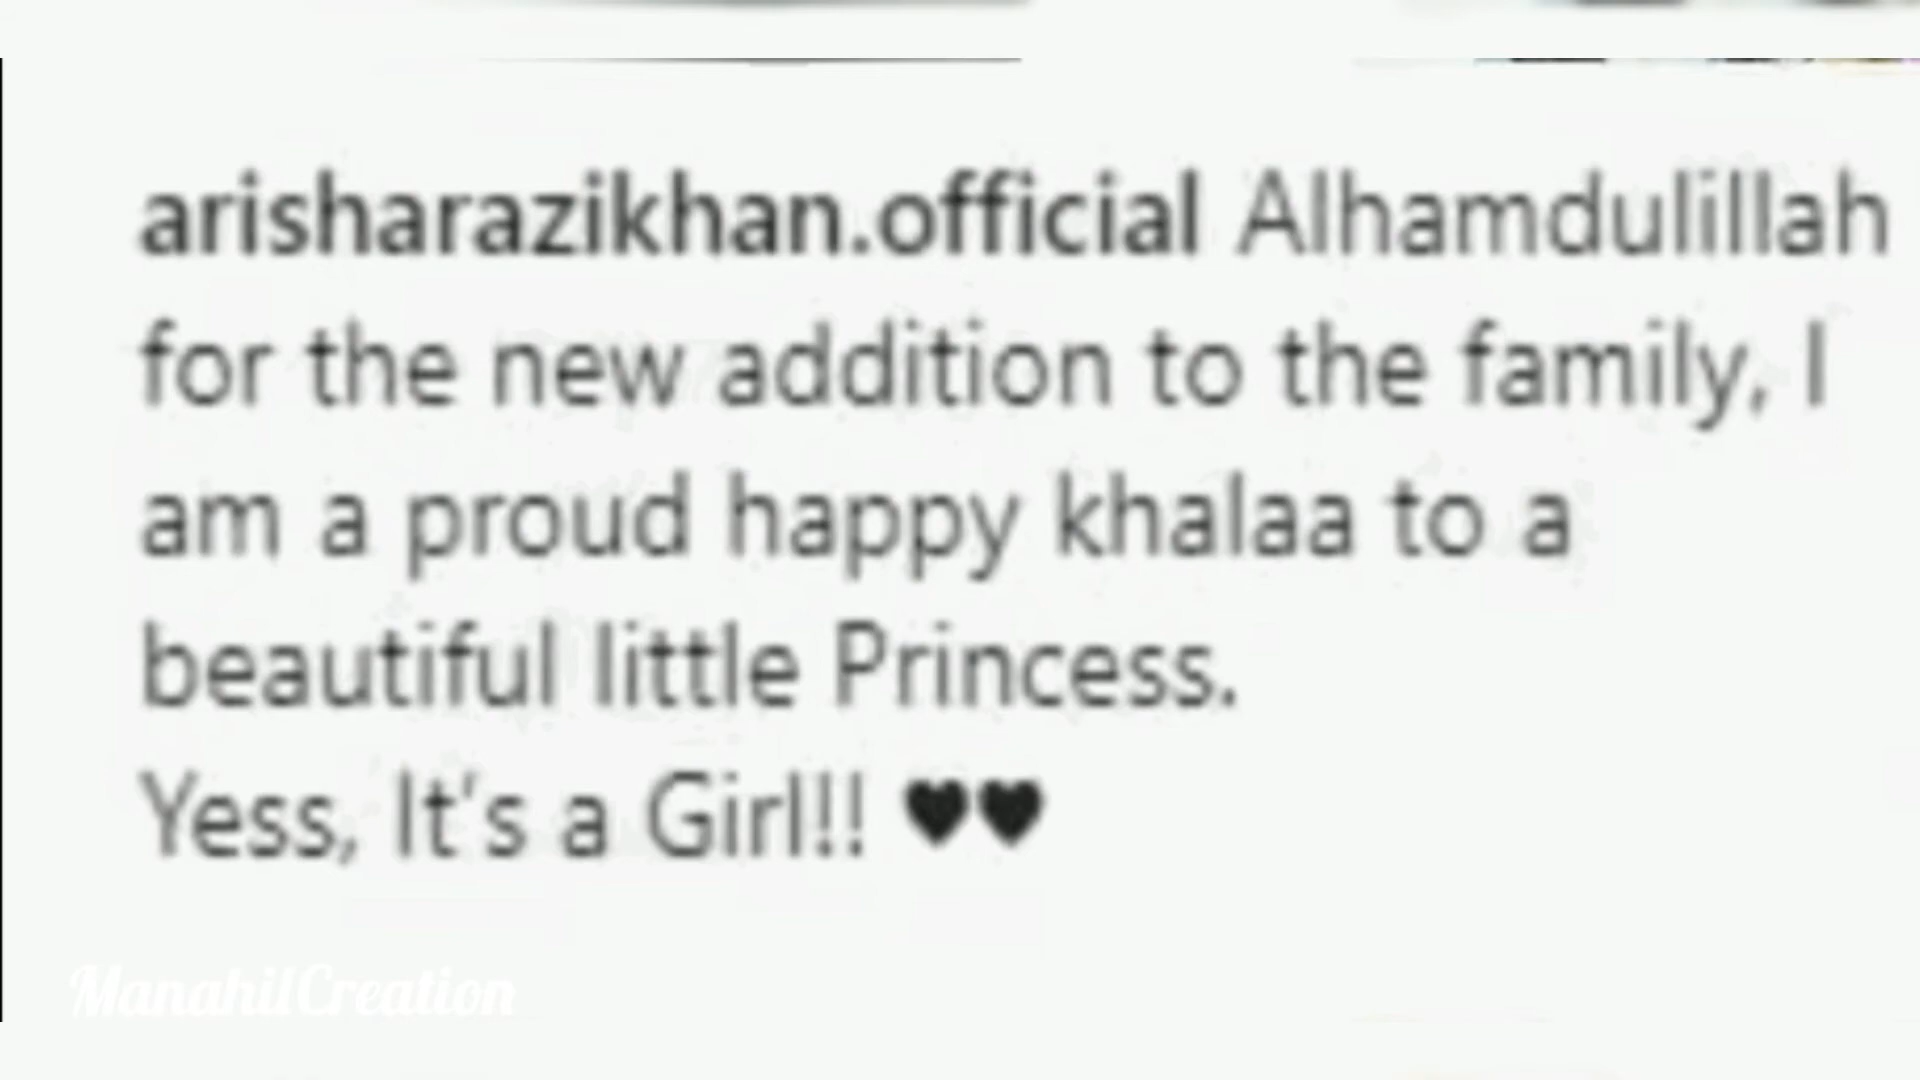 arisharazikhan.official Alhamdulillah
for the new addition to the family, I
am a proud happy khalaa to a
beautiful little Princess.
Yess, It's a Girl!! ♥♥
ManahilCreation